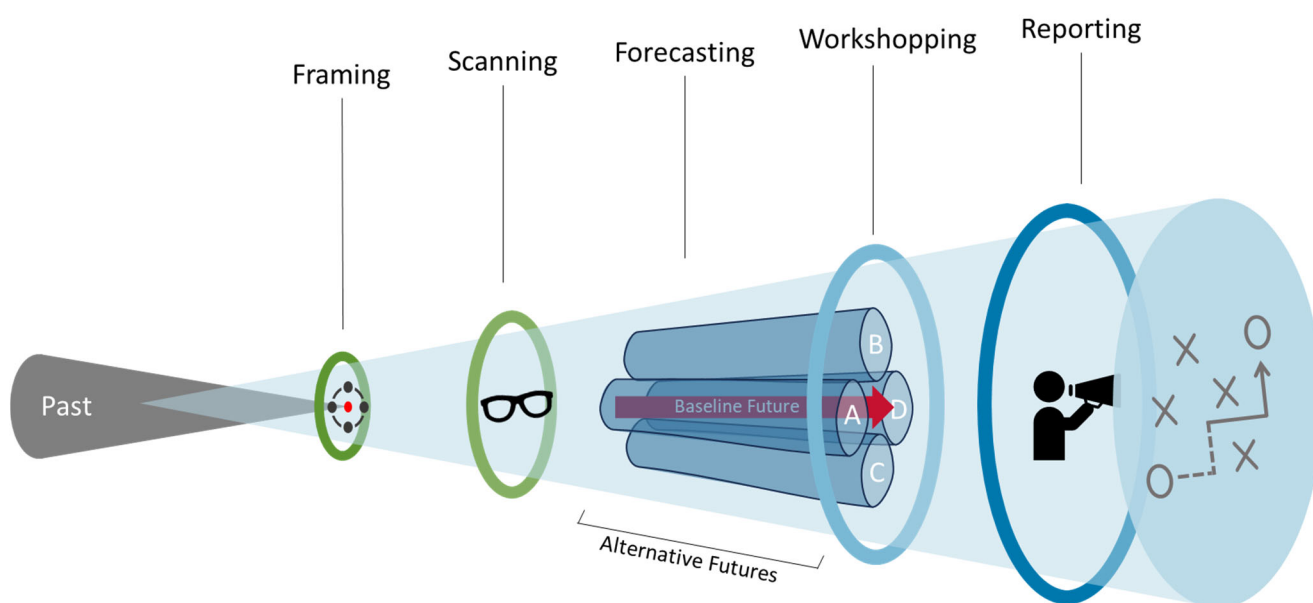 Framing
Scanning
Forecasting
Workshopping
Reporting
Past
Baseline Future
A
B
C
D
Alternative Futures